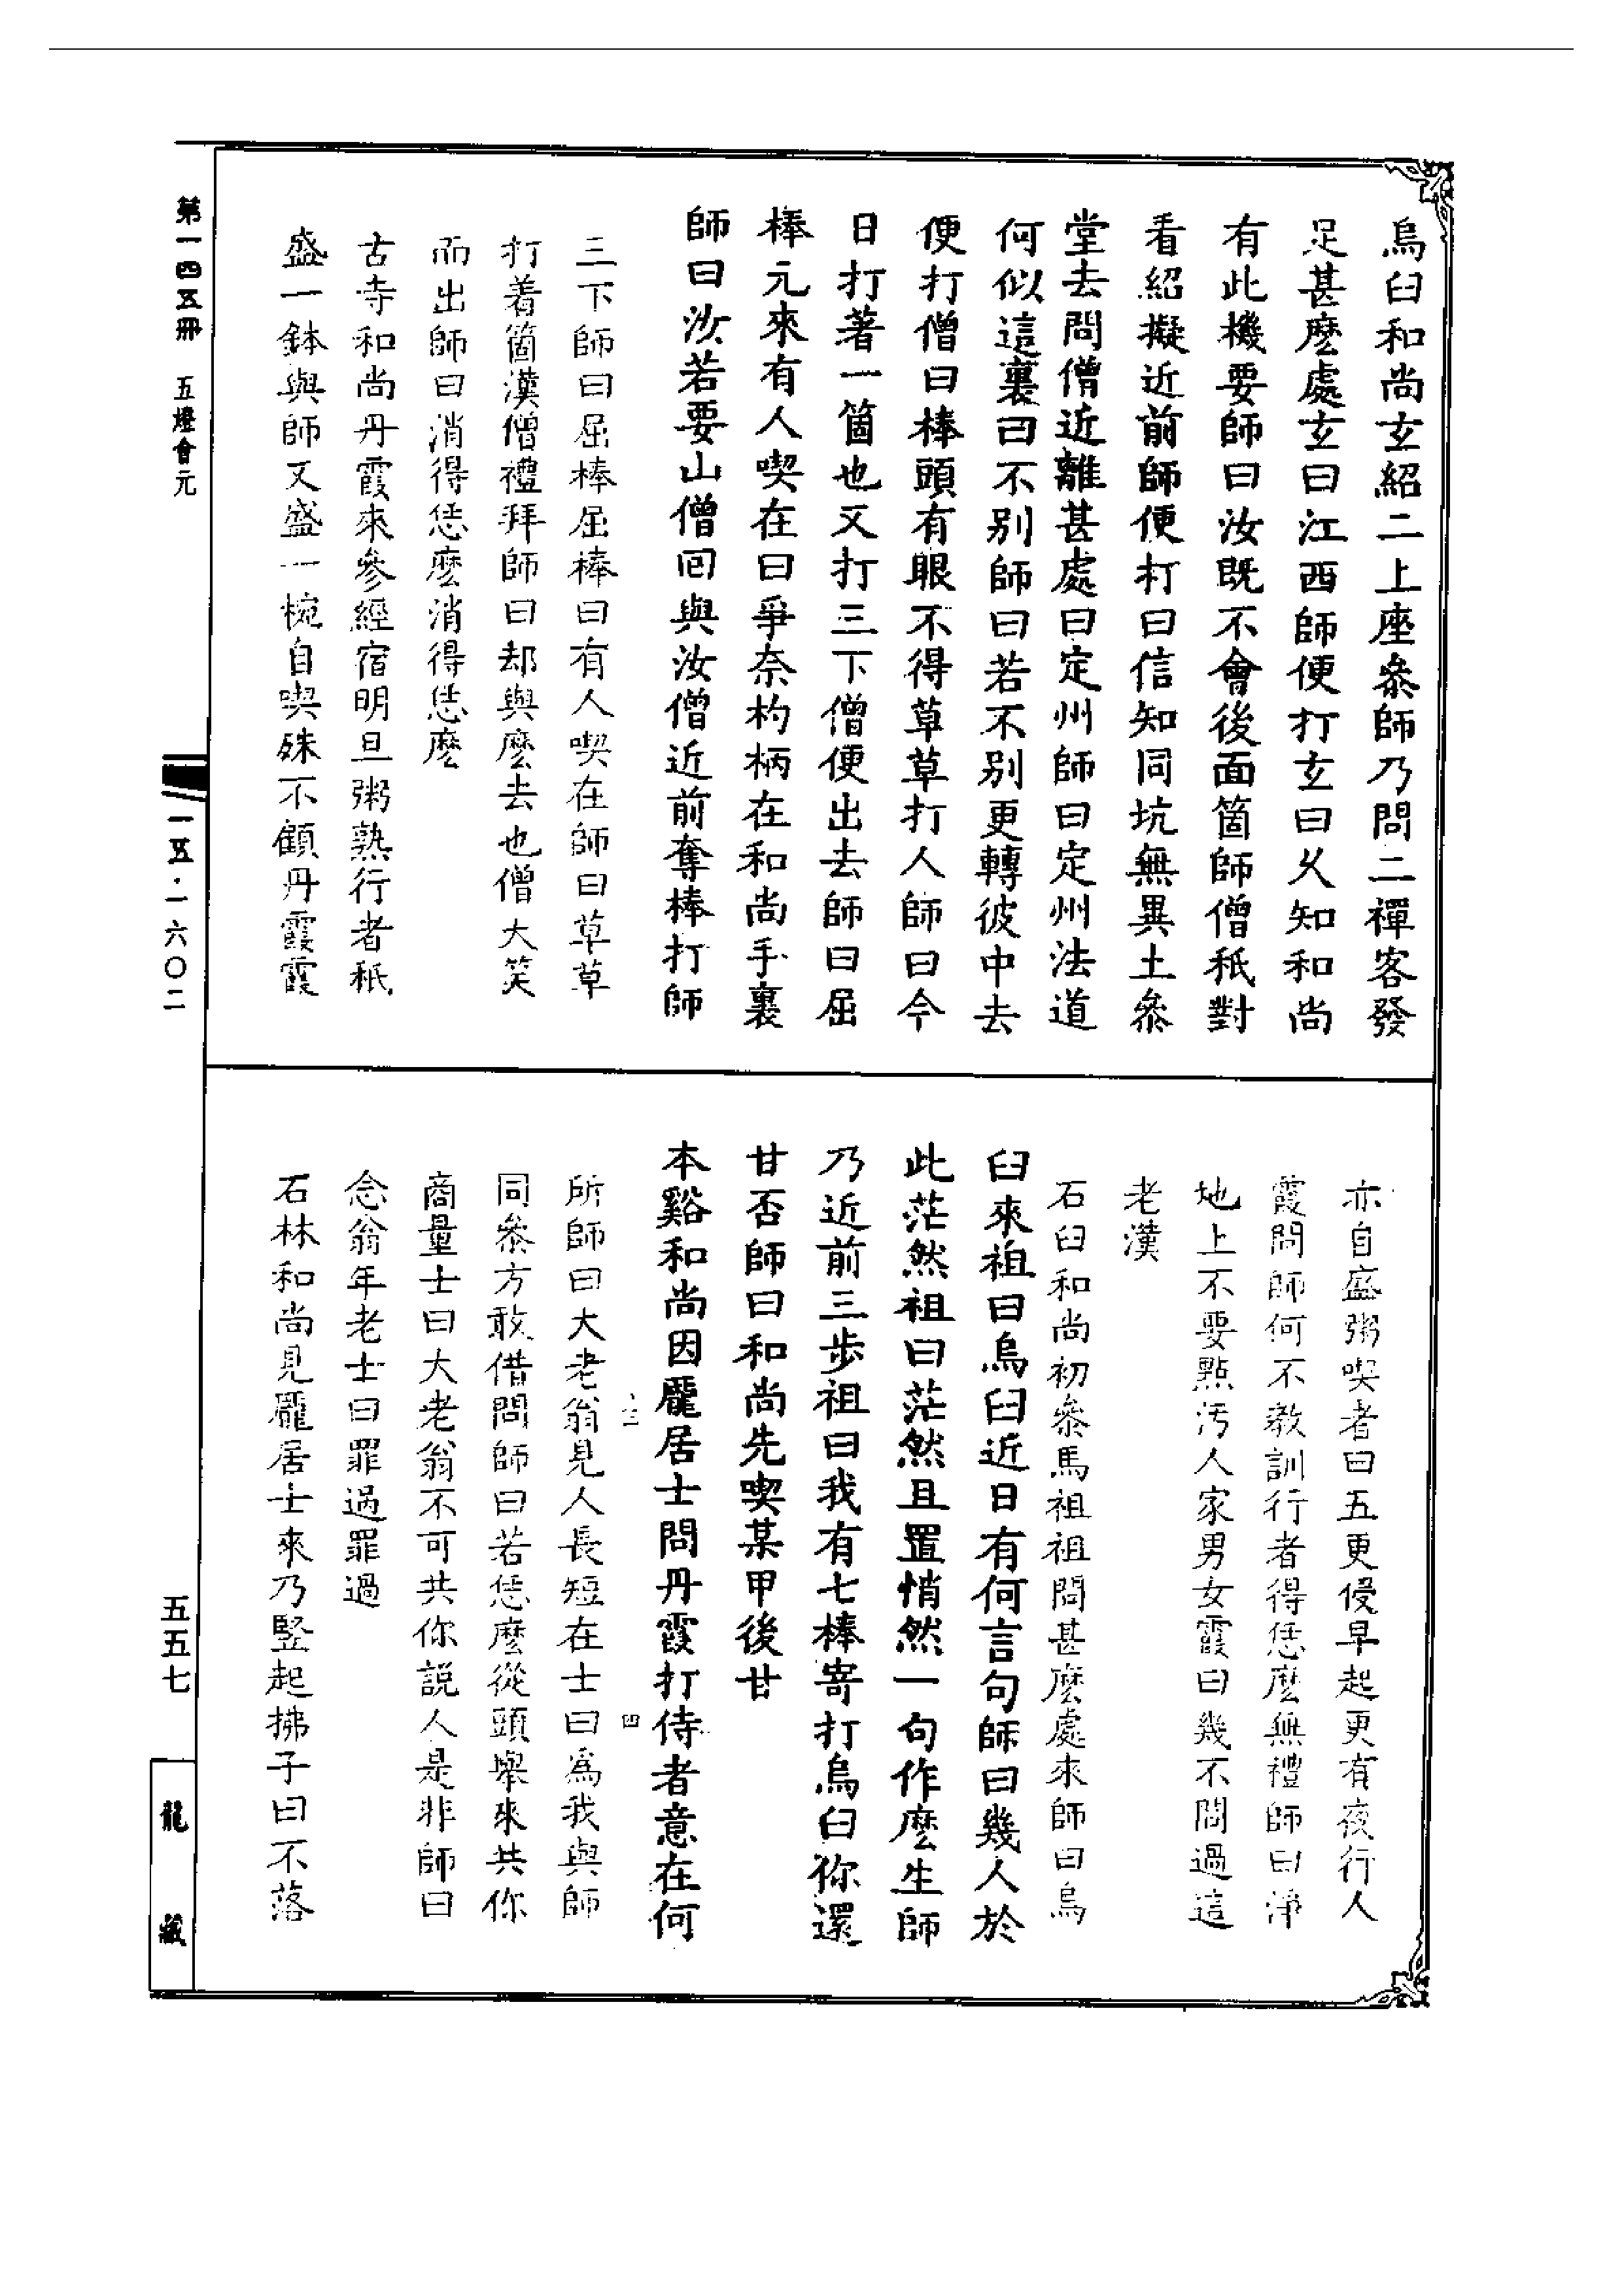 烏臼和尚玄紹二上座叅師乃問二禪客發
足甚麽處玄曰江西師便打玄曰乆知和尚
有此機要師曰汝既不會後面箇師僧秖對
看紹擬近前師便打曰信知同坑無異土叅
堂去問僧近離甚處曰定州師曰定州法道
何似這裏曰不別師曰若不別更轉彼中去
便打僧曰棒頭有眼不得草草打人師曰今
日打著一箇也又打三下僧便出去師曰屈
棒元來有人喫在曰爭奈杓柄在和尚手裏
師曰汝若要山僧回與汝僧近前奪棒打師
三下師曰屈棒屈棒曰有人喫在師曰草草
打着箇漢僧禮拜師曰却與麽去也僧大笑
而出師曰消得恁麽消得恁麽
古寺和尚丹霞來參經宿明旦粥熟行者秖
盛一鉢與師又盛一椀自喫殊不顧丹霞霞
亦自盛粥喫者曰五更侵早起更有夜行人
霞問師何不教訓行者得恁麽無禮師曰淨
地上不要點汚人家男女霞曰幾不問過這
老漢
石臼和尚初叅馬祖祖問甚麽處來師曰烏
臼來祖曰烏臼近日有何言句師曰幾人於
此茫然祖曰茫然且置悄然一句作麽生師
乃近前三步祖曰我有七棒寄打烏臼你還
甘否師曰和尚先喫某甲後甘
本谿和尚因龐居士問丹霞打侍者意在何
所師曰大老翁見人長短在士曰爲我與師
同叅方敢借問師曰若恁麽從頭舉來共你
商量士曰大老翁不可共你説人是非師曰
念翁年老士曰罪過罪過
石林和尚見龐居士來乃竪起拂子曰不落
四
第一四五冊 五燈會元
一五·一六〇二
五五七
龍藏